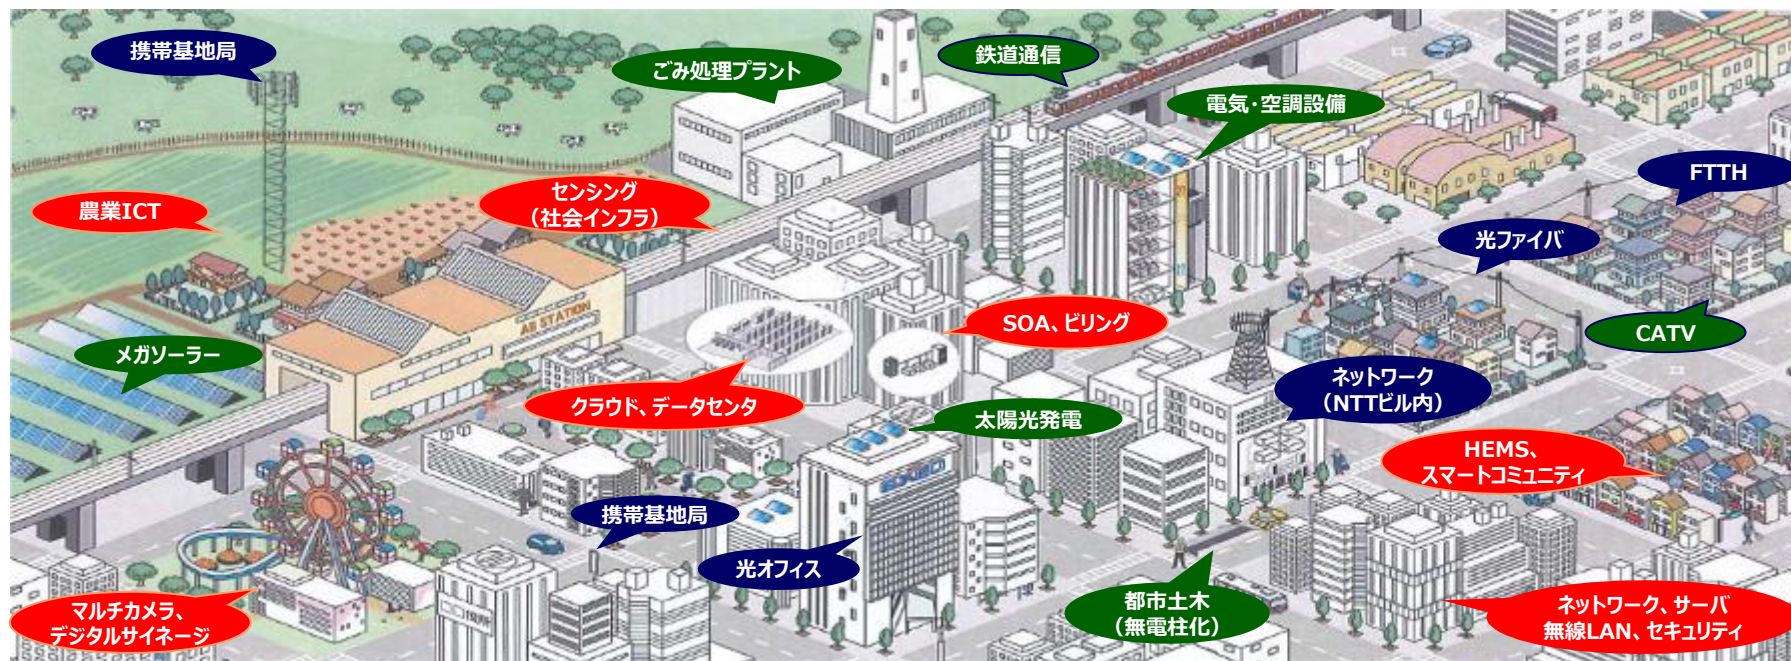 携帯基地局
ごみ処理プラント
鉄道通信
電気・空調設備
FTTH
農業ICT
センシング
（社会インフラ）
光ファイバ
AB STATION
SOA、ビリング
CATV
メガソーラー
ネットワーク
（NTTビル内）
クラウド、データセンタ
太陽光発電
HEMS、
スマートコミュニティ
EXEO
携帯基地局
光オフィス
マルチカメラ、
デジタルサイネージ
都市土木
（無電柱化）
ネットワーク、サーバ
無線LAN、セキュリティ